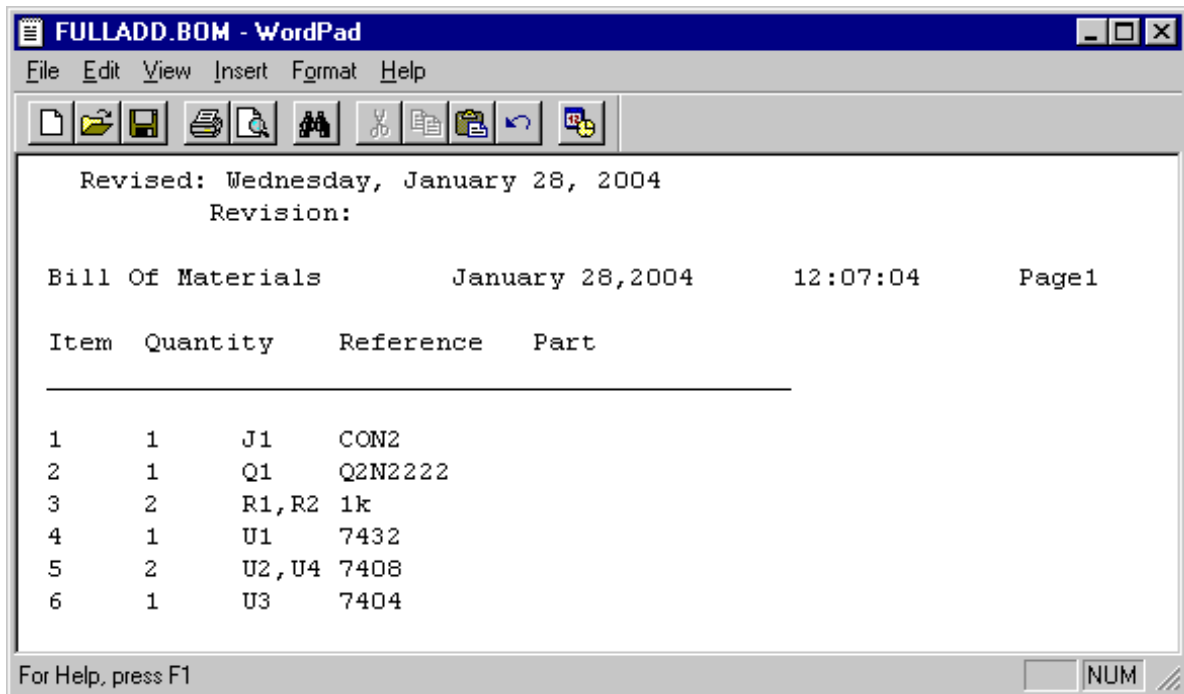 FULLADD.BOM - WordPad
File Edit View Insert Format Help
Revised: Wednesday, January 28, 2004
Revision:
Bill Of Materials January 28,2004 12:07:04 Page1
Item Quantity Reference Part
1 1 J1 CON2
2 1 Q1 Q2N2222
3 2 R1,R2 1k
4 1 U1 7432
5 2 U2,U4 7408
6 1 U3 7404
For Help, press F1 NUM